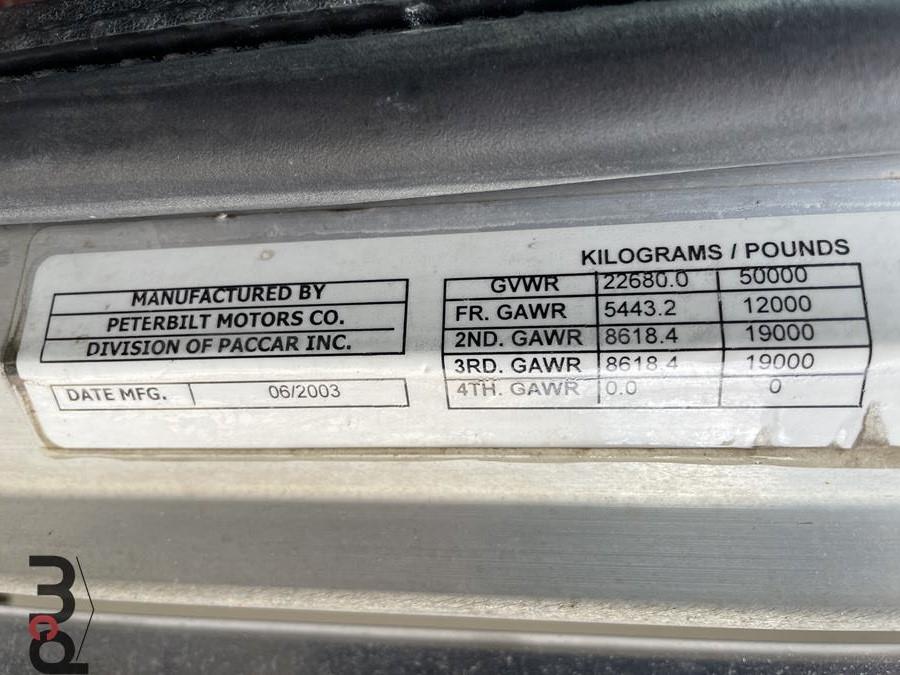 MANUFACTURED BY
PETERBILT MOTORS CO.
DIVISION OF PACCAR INC.
DATE MFG. 06/2003
KILOGRAMS / POUNDS
GVWR 22680.0 50000
FR. GAWR 5443.2 12000
2ND. GAWR 8618.4 19000
3RD. GAWR 8618.4 19000
4TH. GAWR 0.0 0